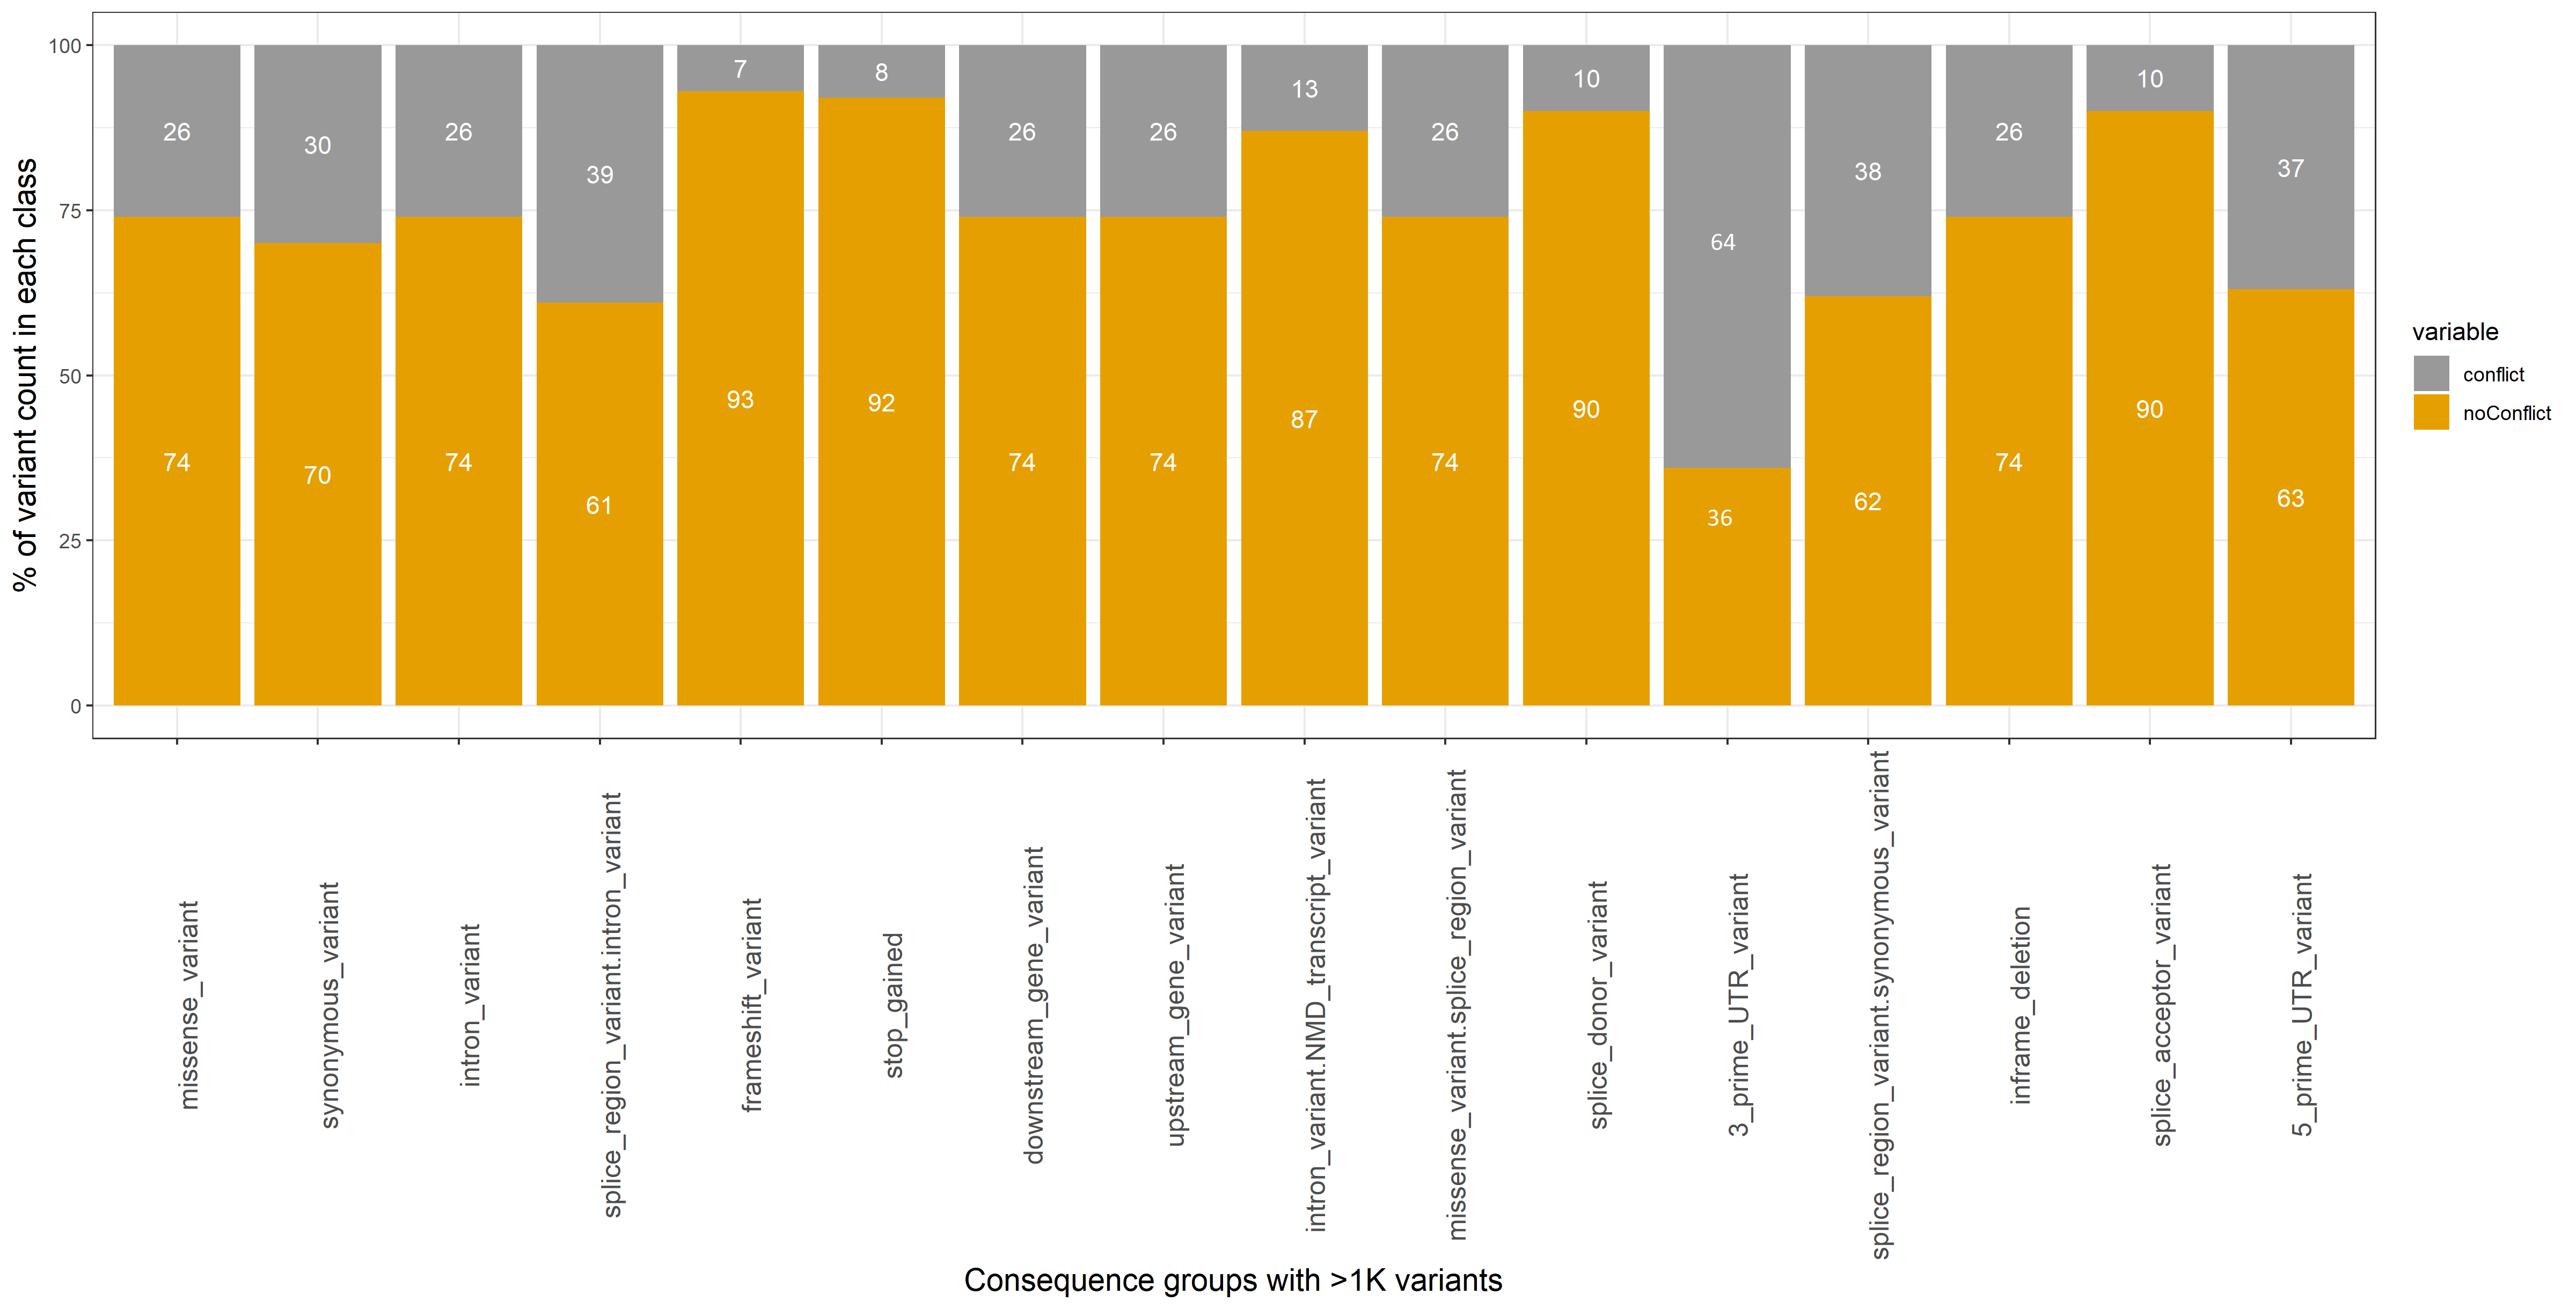 % of variant count in each class
100
75
50
25
0
26
30
26
39
7
8
26
26
13
26
10
64
38
26
10
37
74
70
74
61
93
92
74
74
87
74
90
36
62
74
90
63
missense_variant
synonymous_variant
intron_variant
splice_region_variant.intron_variant
frameshift_variant
stop_gained
downstream_gene_variant
upstream_gene_variant
intron_variant.NMD_transcript_variant
missense_variant.splice_region_variant
splice_donor_variant
3_prime_UTR_variant
splice_region_variant.synonymous_variant
inframe_deletion
splice_acceptor_variant
5_prime_UTR_variant
Consequence groups with >1K variants
variable
conflict
noConflict